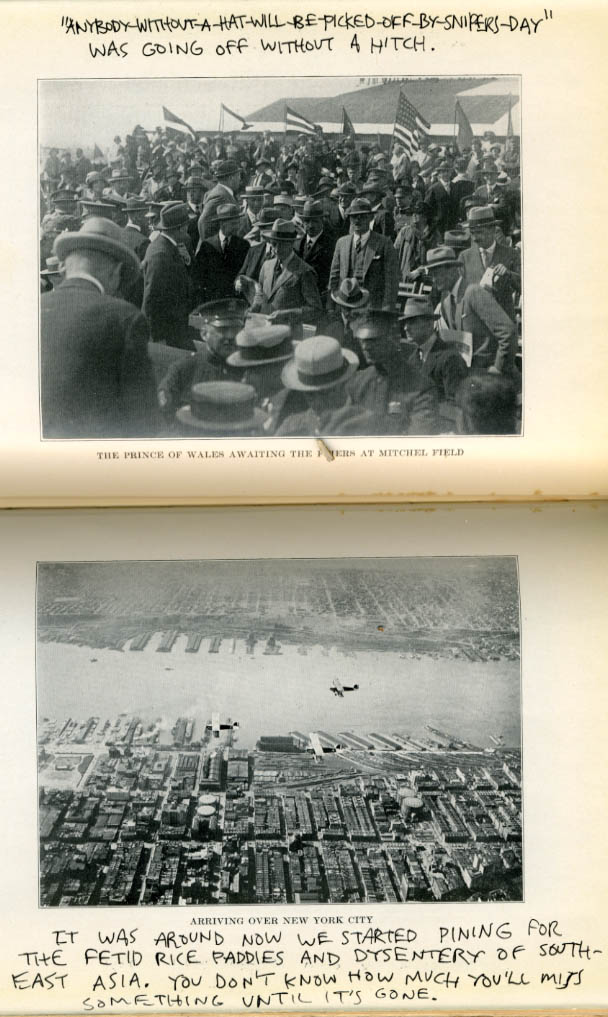 "ANYBODY-WITHOUT-A-HAT-WILL-BE-PICKED-OFF-BY-SNIPERS-DAY"
WAS GOING OFF WITHOUT A HITCH.
THE PRINCE OF WALES AWAITING THE AT MITCHEL FIELD
ARRIVING OVER NEW YORK CITY
IT WAS AROUND NOW WE STARTED PINING FOR
THE FETID RICE PADDIES AND DYSENTERY OF SOUTH-
EAST ASIA. YOU DON'T KNOW HOW MUCH YOU'LL MISS
SOMETHING UNTIL IT'S GONE.